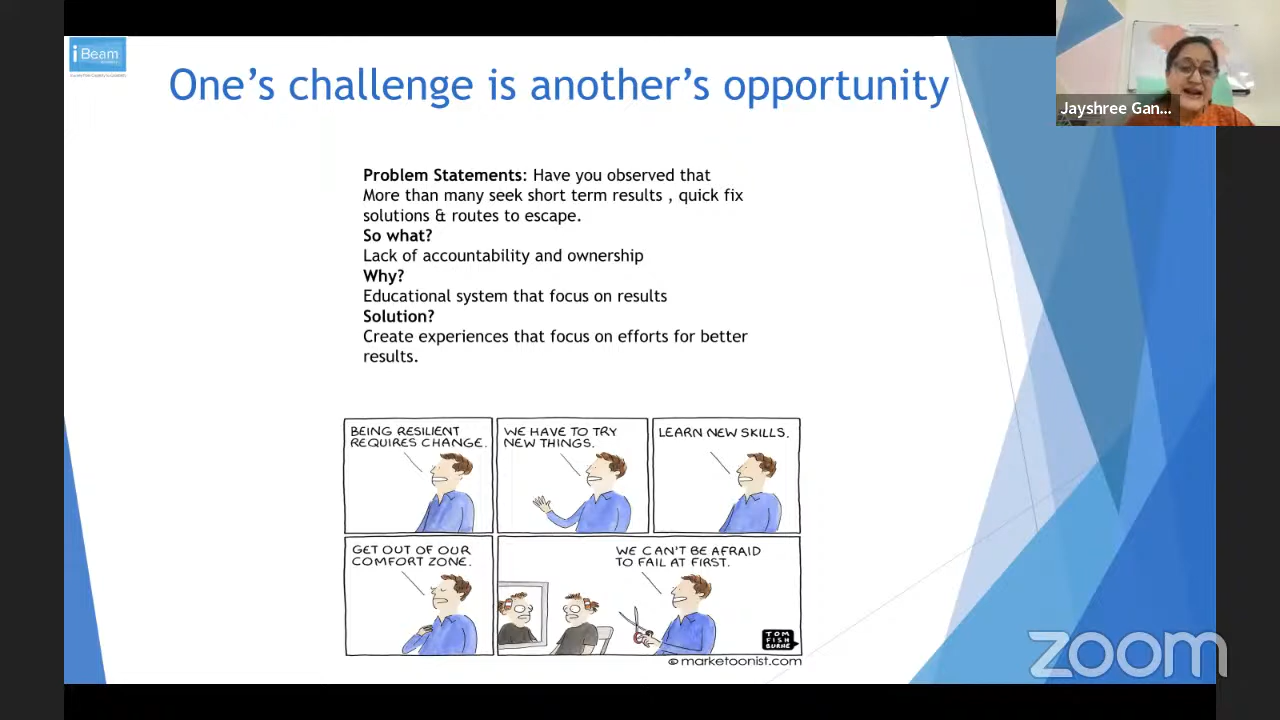 i Beam
One's challenge is another's opportunity
Jayshree Gan...
Problem Statements: Have you observed that
More than many seek short term results , quick fix
solutions & routes to escape.
So what?
Lack of accountability and ownership
Why?
Educational system that focus on results
Solution?
Create experiences that focus on efforts for better
results.
BEING RESILIENT
REQUIRES CHANGE.
WE HAVE TO TRY
NEW THINGS.
LEARN NEW SKILLS.
GET OUT OF OUR
COMFORT ZONE.
WE CAN'T BE AFRAID
TO FAIL AT FIRST.
TOM
FISH
BURNE
© marketoonist.com
zoom